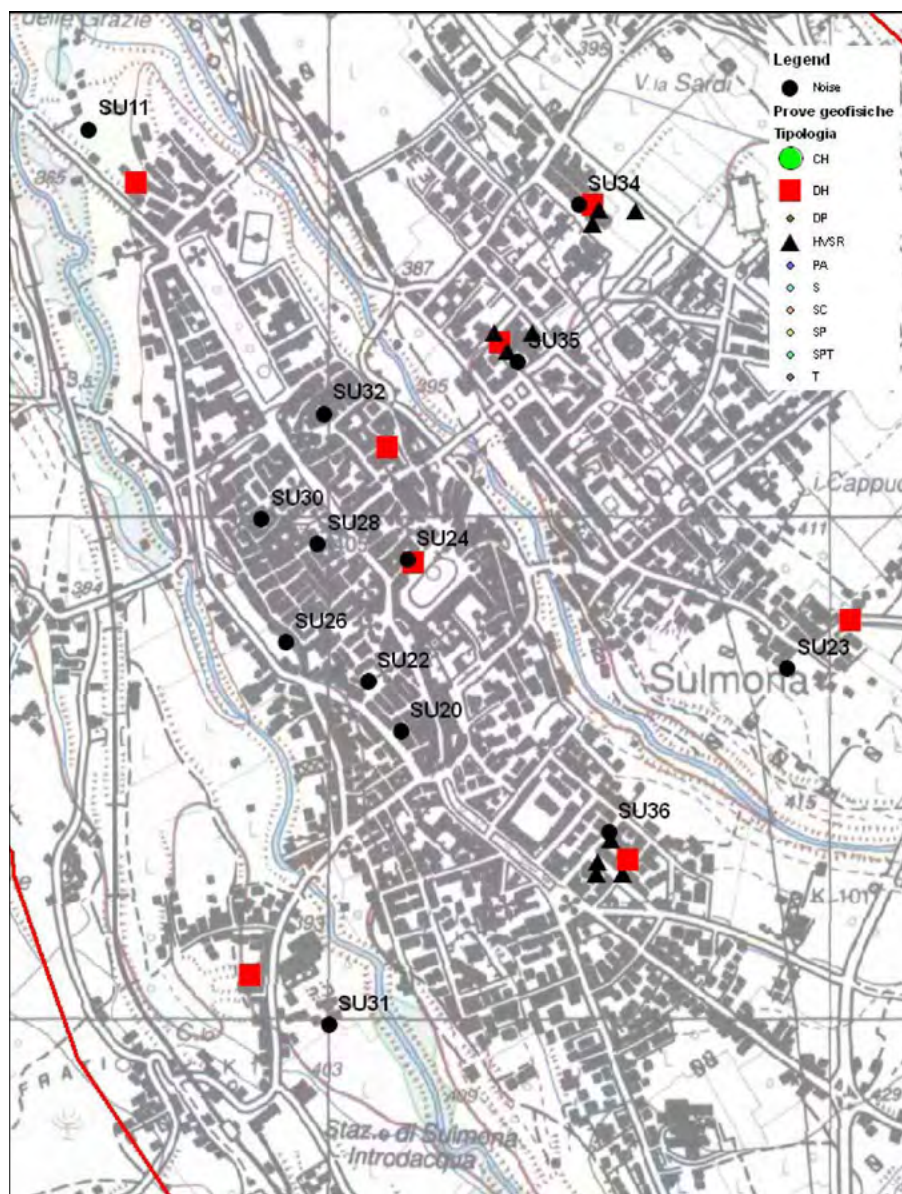 delle Grazie
395
Legend
Noise
Prove geofisiche
Tipologia
CH
DH
DP
HVSR
PA
S
SC
SP
SPT
T
V.la Sardi
SU11
365
SU34
387
SU35
395
SU32
i Cappuc
SU30
SU28
411
SU24
394
SU26
SU23
SU22
Sulmona
SU20
415
SU36
K 101
393
SU31
403
409
429
Staz.e di Sulmona
Introdacqua